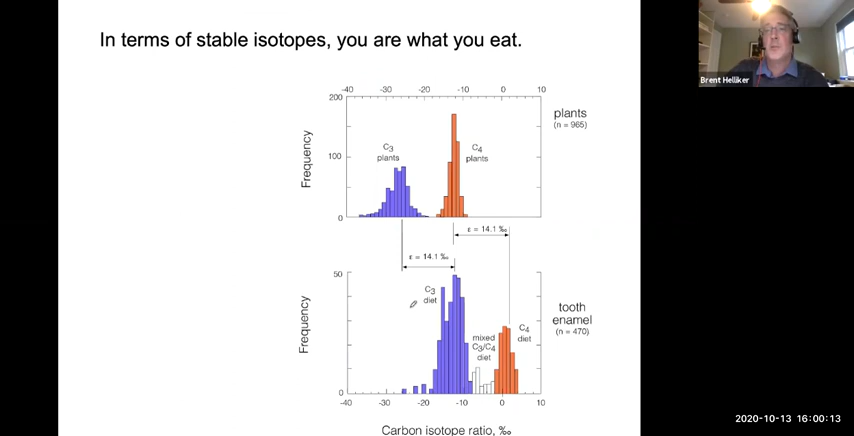 In terms of stable isotopes, you are what you eat.
Brent Helliker
-40 -30 -20 -10 0 10
200
100
0
Frequency
C3
plants
C4
plants
plants
(n = 965)
ε = 14.1 ‰
ε = 14.1 ‰
50
0
Frequency
C3
diet
mixed
C3/C4
diet
C4
diet
tooth
enamel
(n = 470)
-40 -30 -20 -10 0 10
Carbon isotope ratio, ‰
2020-10-13 16:00:13